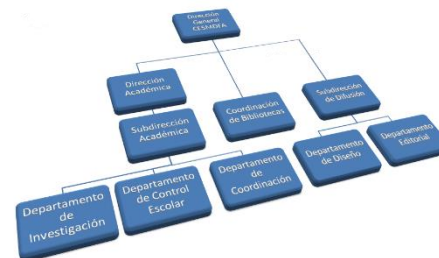 Dirección
General
CESNOFA
Dirección
Académica
Coordinación
de Bibliotecas
Subdirección
de Difusión
Subdirección
Académica
Departamento
de Diseño
Departamento
Editorial
Departamento
de
Investigación
Departamento
de Control
Escolar
Departamento
de
Coordinación